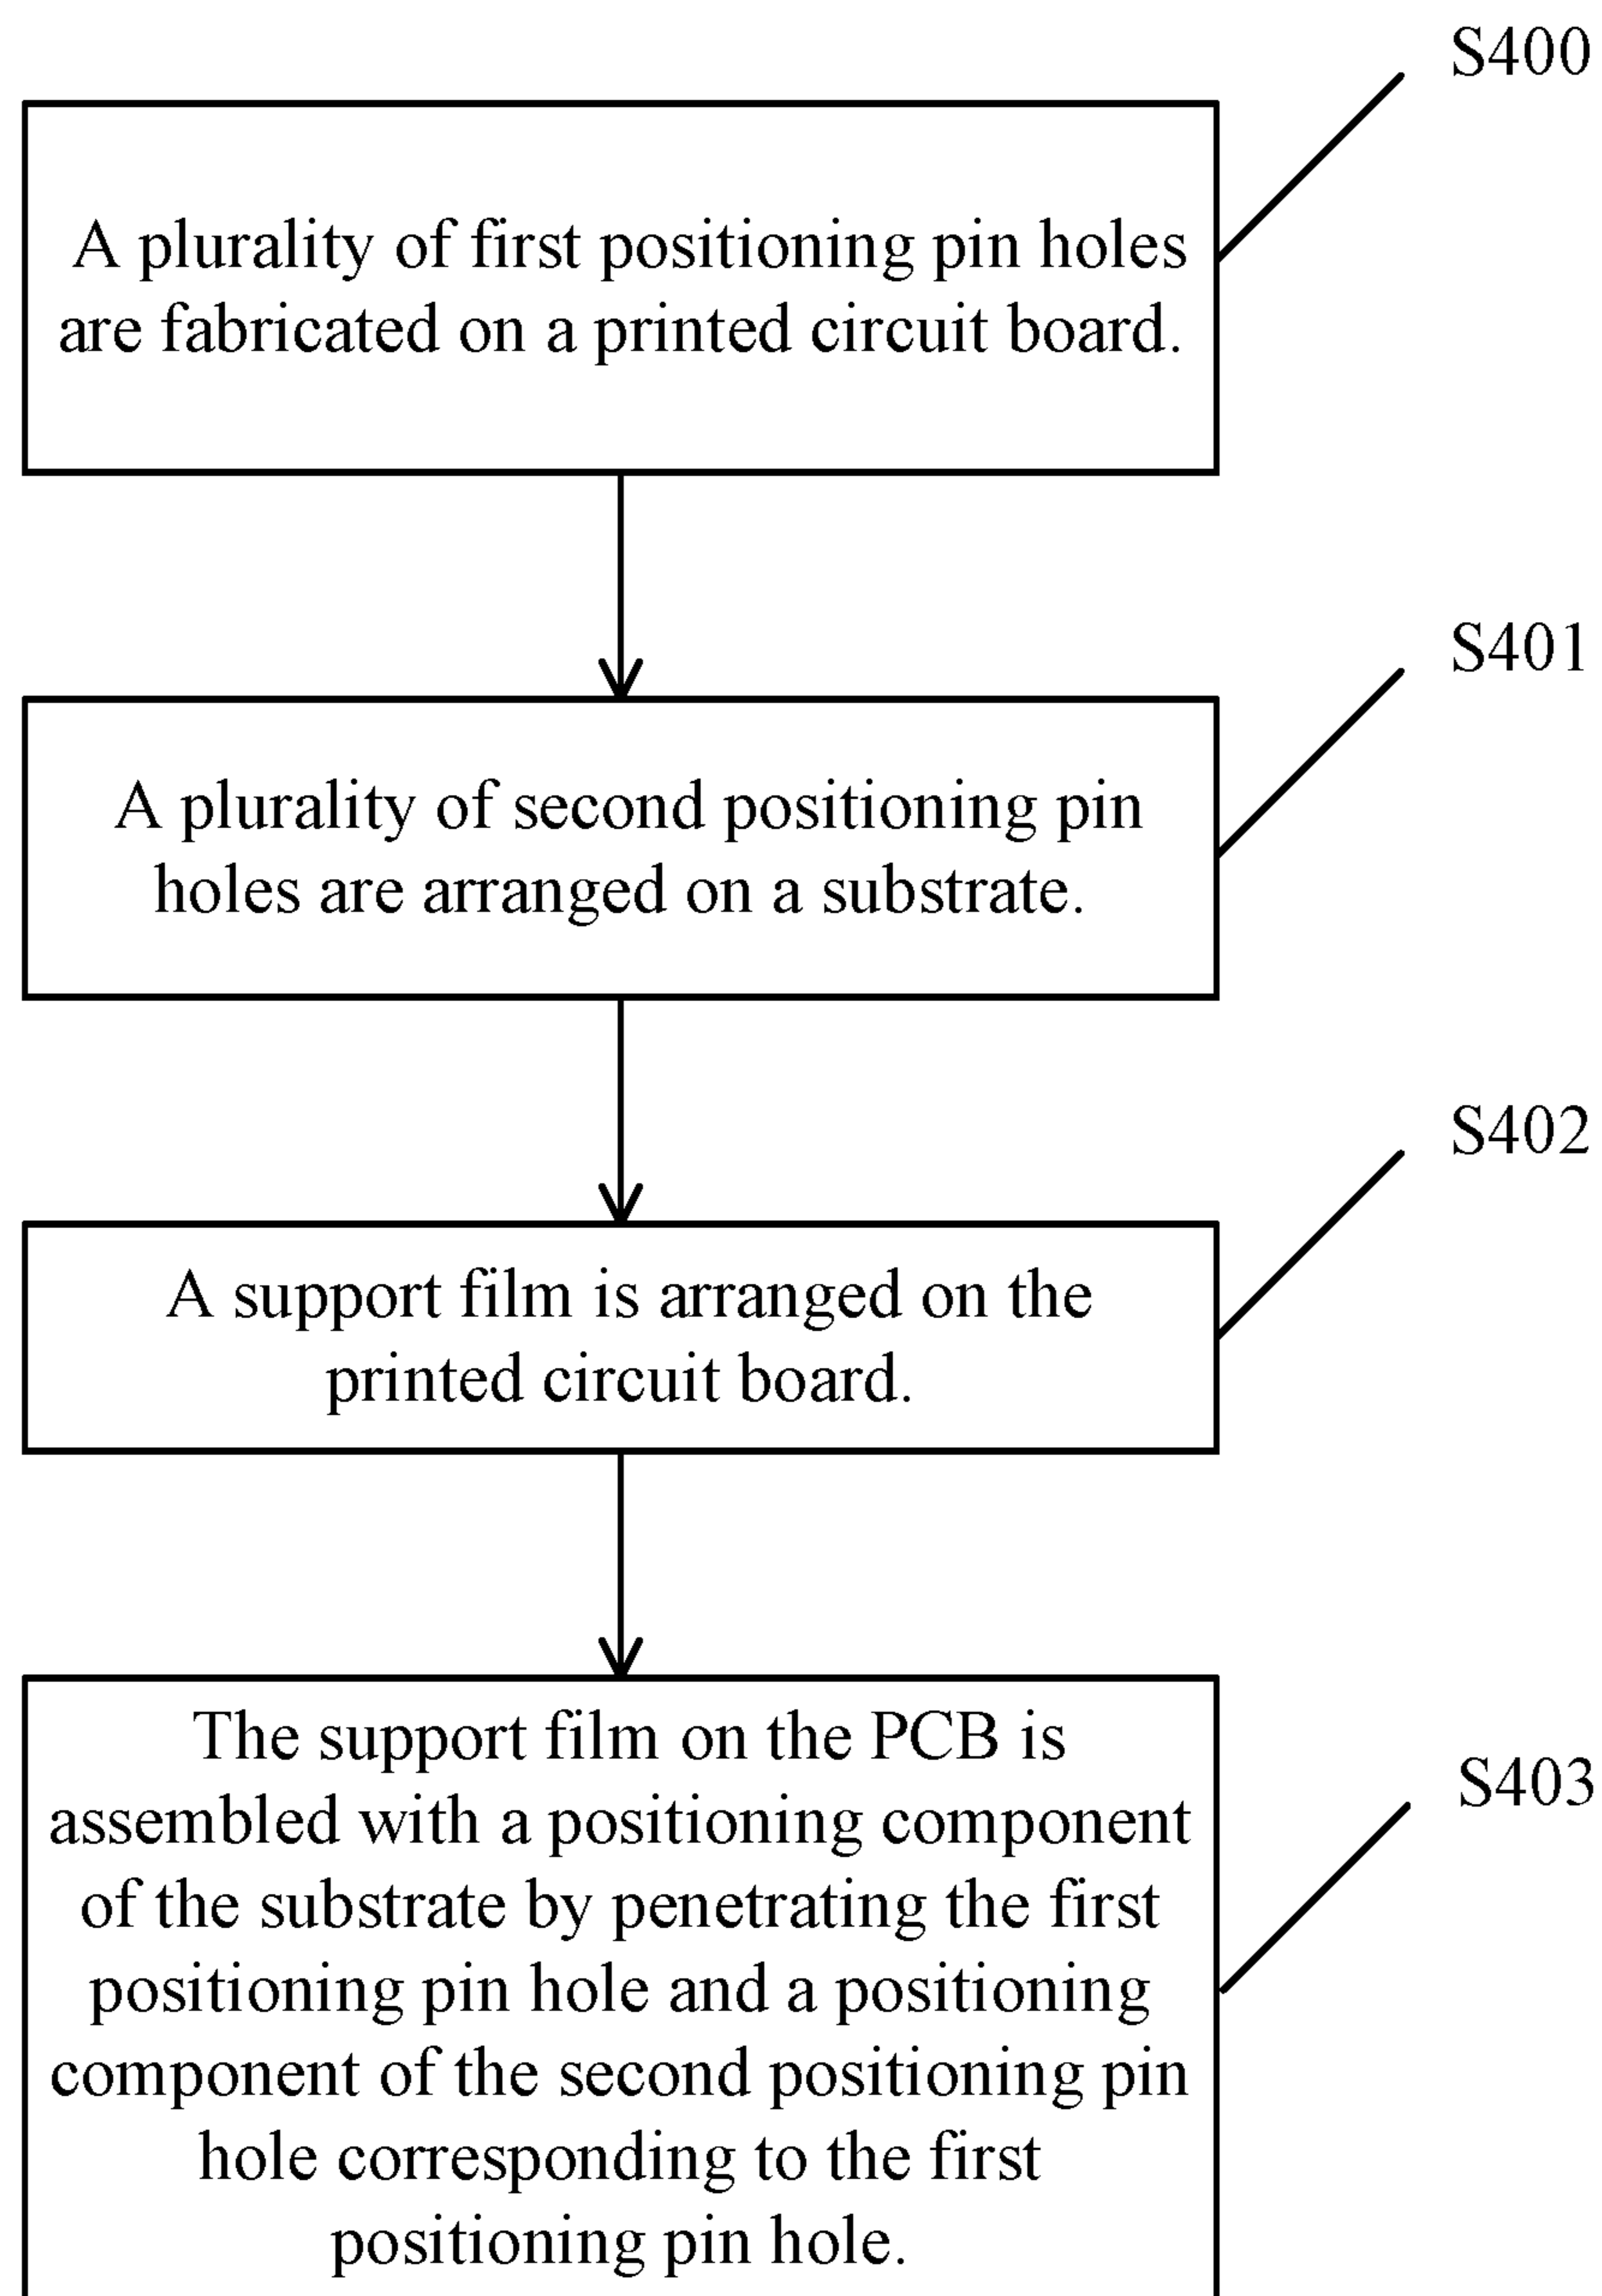 S400
A plurality of first positioning pin holes
are fabricated on a printed circuit board.
S401
A plurality of second positioning pin
holes are arranged on a substrate.
S402
A support film is arranged on the
printed circuit board.
The support film on the PCB is
S403
assembled with a positioning component
of the substrate by penetrating the first
positioning pin hole and a positioning
component of the second positioning pin
hole corresponding to the first
positioning pin hole.